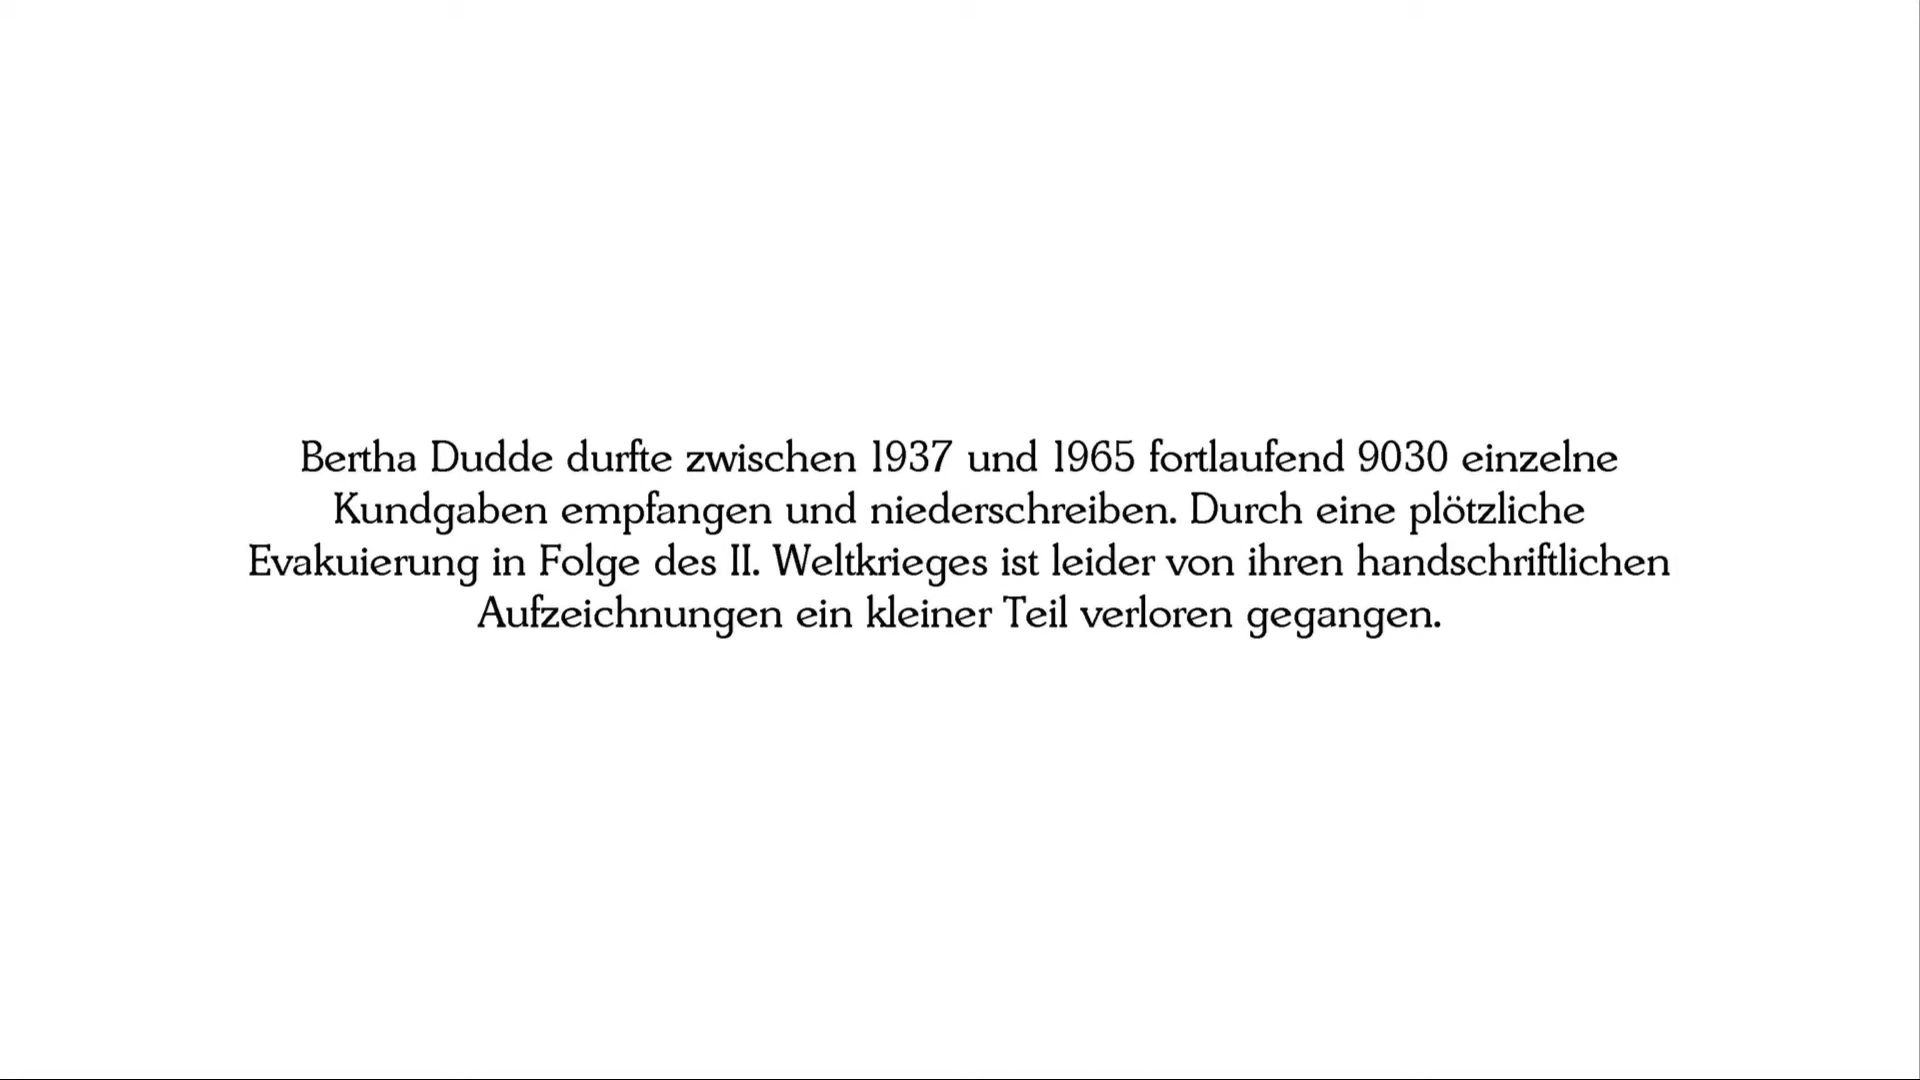 Bertha Dudde durfte zwischen 1937 und 1965 fortlaufend 9030 einzelne
Kundgaben empfangen und niederschreiben. Durch eine plötzliche
Evakuierung in Folge des II. Weltkrieges ist leider von ihren handschriftlichen
Aufzeichnungen ein kleiner Teil verloren gegangen.